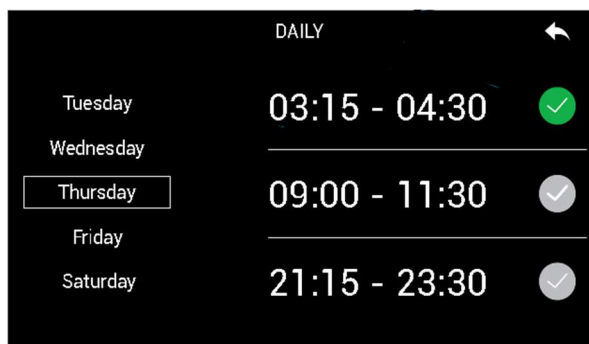 DAILY
Tuesday
Wednesday
Thursday
Friday
Saturday
03:15 - 04:30
09:00 - 11:30
21:15 - 23:30